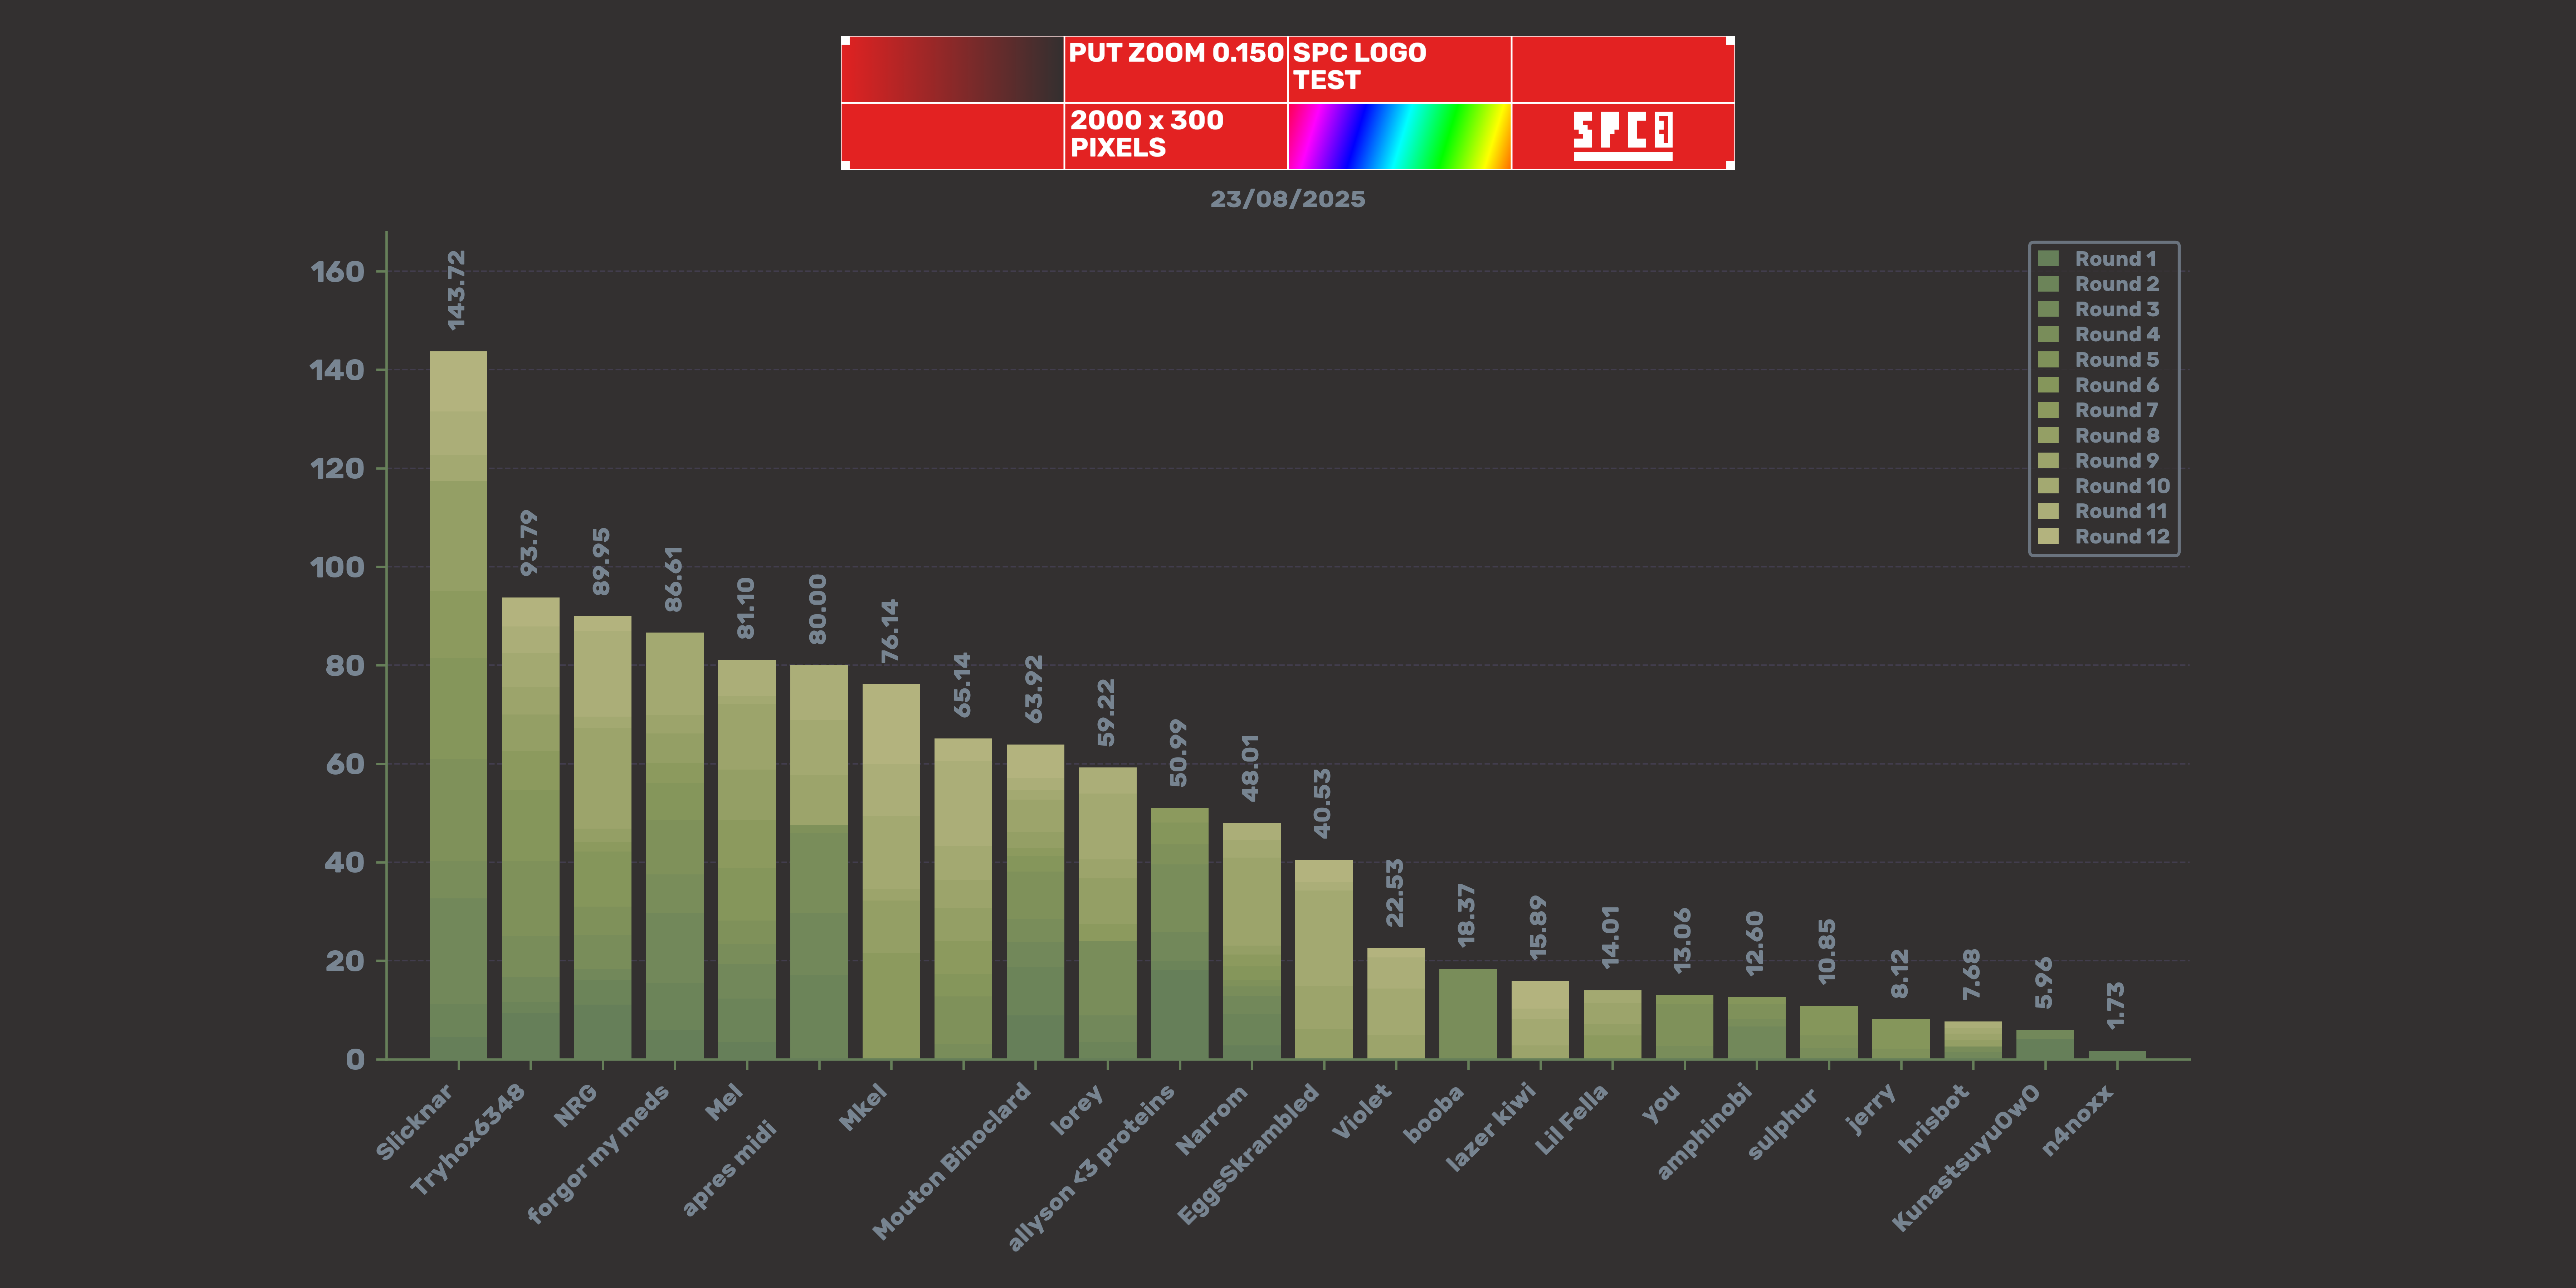 PUT ZOOM 0.150
SPC LOGO
TEST
2000 x 300
PIXELS
SPC3
23/08/2025
160
140
120
100
80
60
40
20
0
143.72
93.79
89.95
86.61
81.10
80.00
76.14
65.14
63.92
59.22
50.99
48.01
40.53
22.53
18.37
15.89
14.01
13.06
12.60
10.85
8.12
7.68
5.96
1.73
Round 1
Round 2
Round 3
Round 4
Round 5
Round 6
Round 7
Round 8
Round 9
Round 10
Round 11
Round 12
Slicknar
Tryhox6348
NRG
forgor my meds
Mel
apres midi
Mkel
Mouton Binoclard
lorey
allyson <3 proteins
Narrom
EggsSkrambled
Violet
booba
lazer kiwi
Lil Fella
you
amphinobi
sulphur
jerry
hrisbot
KunastsuyuOwO
n4noxx